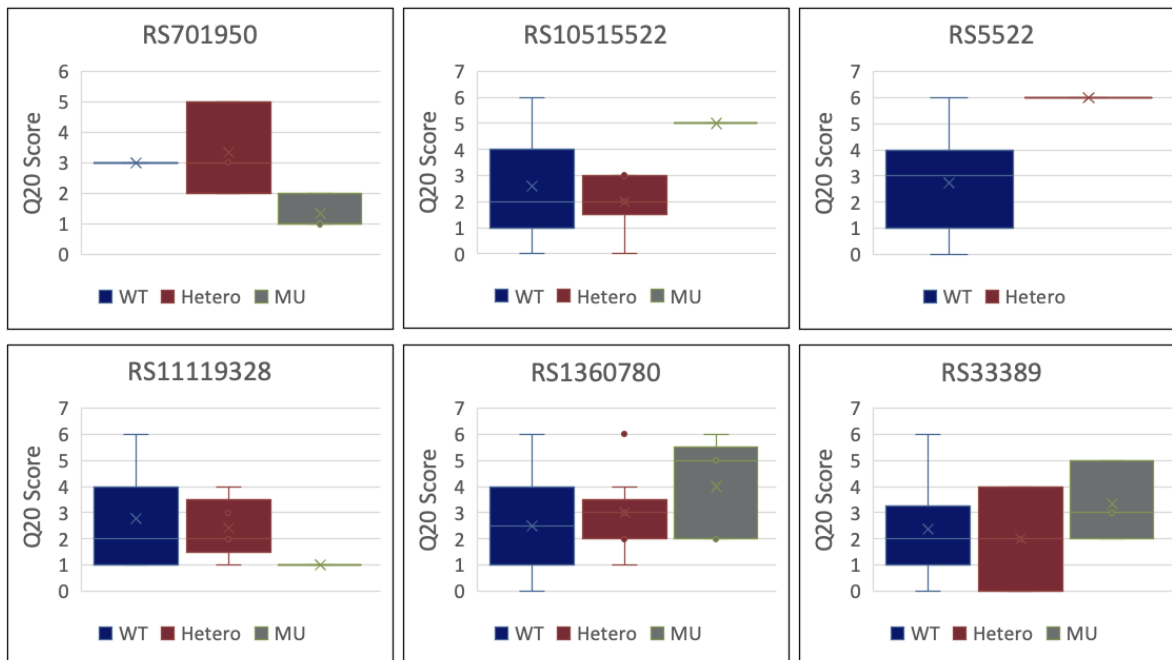 RS701950
Q20 Score
6
5
4
3
2
1
0
WT Hetero MU
RS10515522
Q20 Score
7
6
5
4
3
2
1
0
WT Hetero MU
RS5522
Q20 Score
7
6
5
4
3
2
1
0
WT Hetero
RS11119328
Q20 Score
7
6
5
4
3
2
1
0
WT Hetero MU
RS1360780
Q20 Score
7
6
5
4
3
2
1
0
WT Hetero MU
RS33389
Q20 Score
7
6
5
4
3
2
1
0
WT Hetero MU